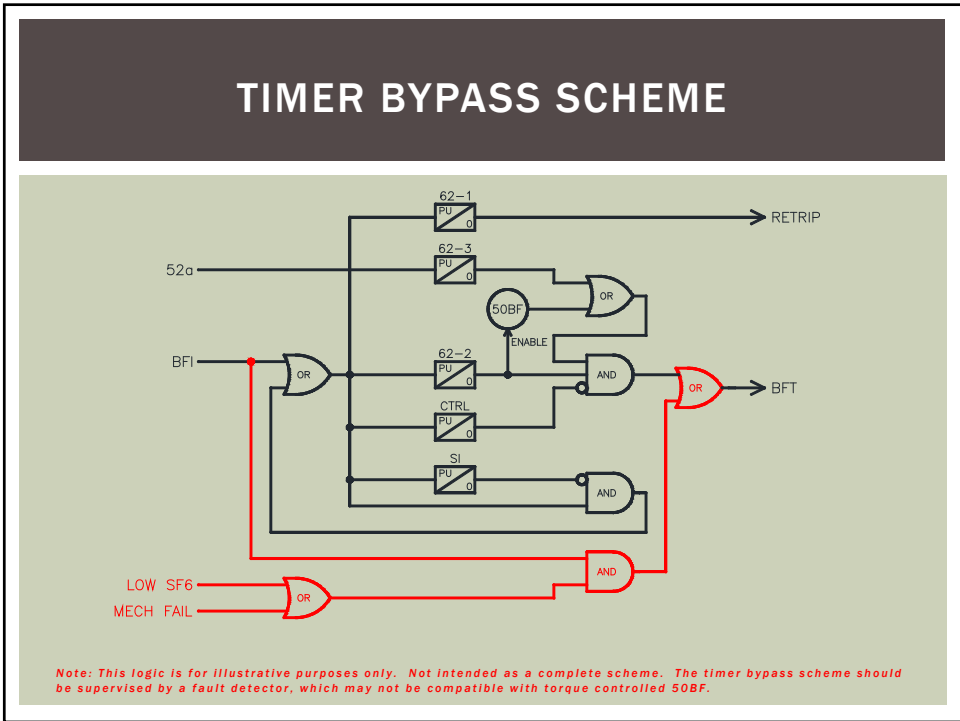 TIMER BYPASS SCHEME
62-1
PU
0
RETRIP
62-3
52a
PU
0
OR
50BF
ENABLE
BFI
OR
62-2
PU
0
AND
OR
BFT
CTRL
PU
0
SI
PU
0
AND
AND
LOW SF6
OR
MECH FAIL
Note: This logic is for illustrative purposes only. Not intended as a complete scheme. The timer bypass scheme should
be supervised by a fault detector, which may not be compatible with torque controlled 50BF.